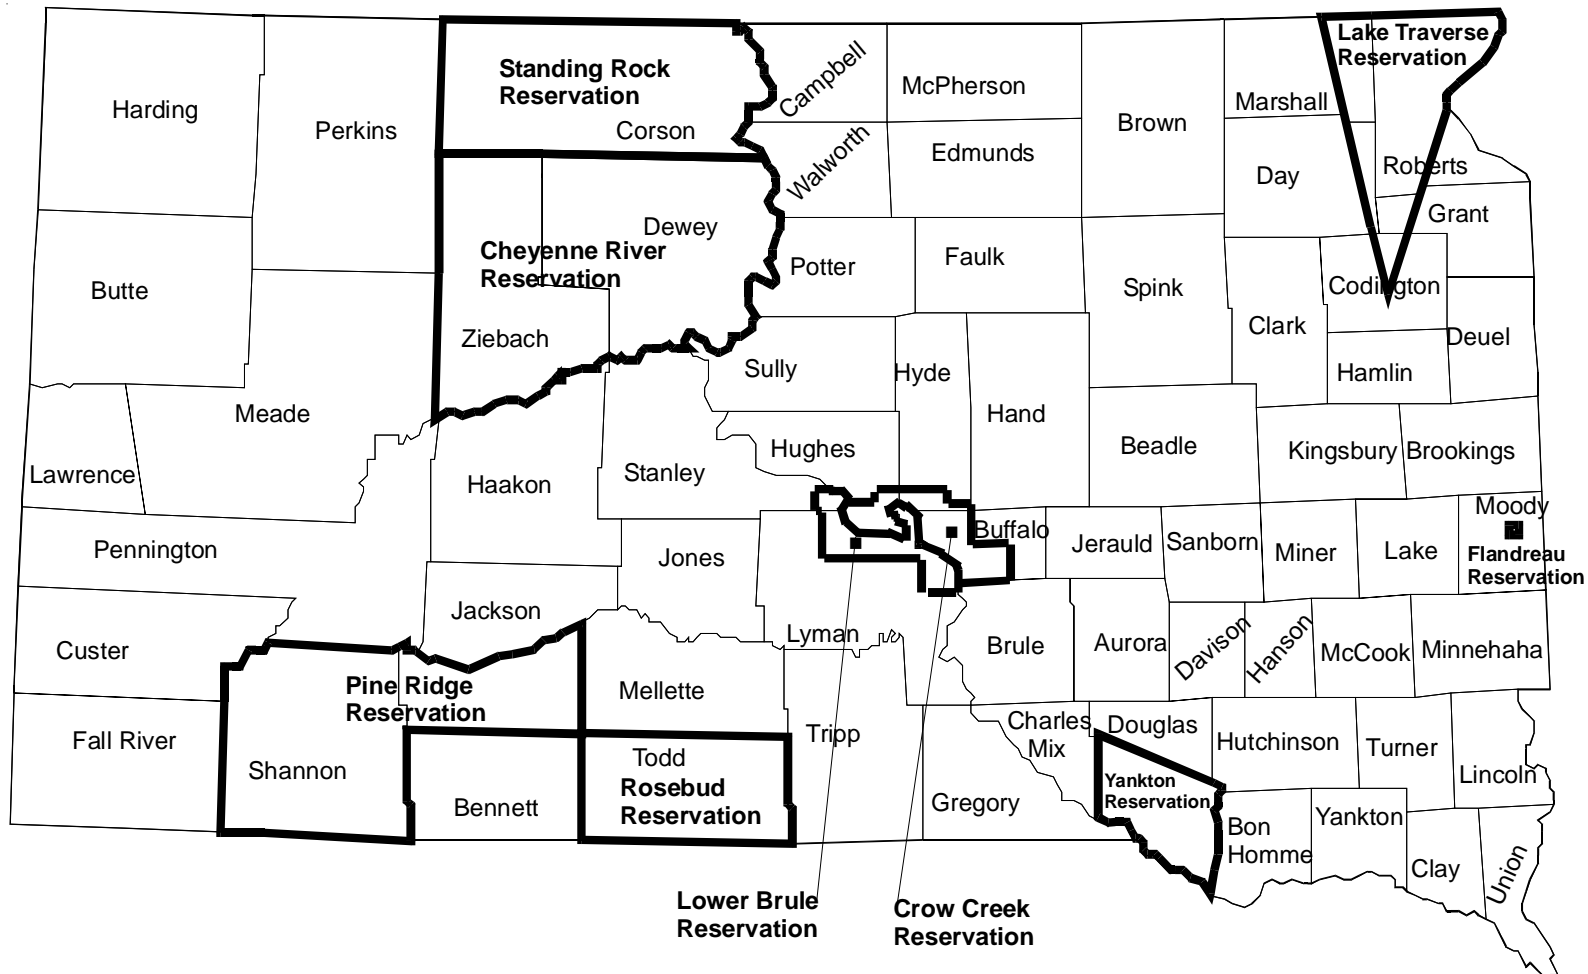 Lake Traverse
Reservation
Standing Rock
Reservation
Campbell
McPherson
Marshall
Harding
Perkins
Corson
Brown
Walworth
Edmunds
Day
Roberts
Grant
Dewey
Cheyenne River
Reservation
Potter
Faulk
Butte
Spink
Codington
Ziebach
Clark
Deuel
Sully
Hyde
Hamlin
Meade
Hand
Hughes
Beadle
Kingsbury
Brookings
Lawrence
Stanley
Haakon
Moody
Buffalo
Jerauld
Sanborn
Miner
Lake
Flandreau
Reservation
Pennington
Jones
Jackson
Lyman
Custer
Brule
Aurora
Davison
Hanson
McCook
Minnehaha
Pine Ridge
Reservation
Mellette
Charles
Mix
Douglas
Fall River
Tripp
Hutchinson
Turner
Shannon
Todd
Rosebud
Reservation
Yankton
Reservation
Lincoln
Bennett
Gregory
Bon
Homme
Yankton
Clay
Union
Lower Brule
Reservation
Crow Creek
Reservation